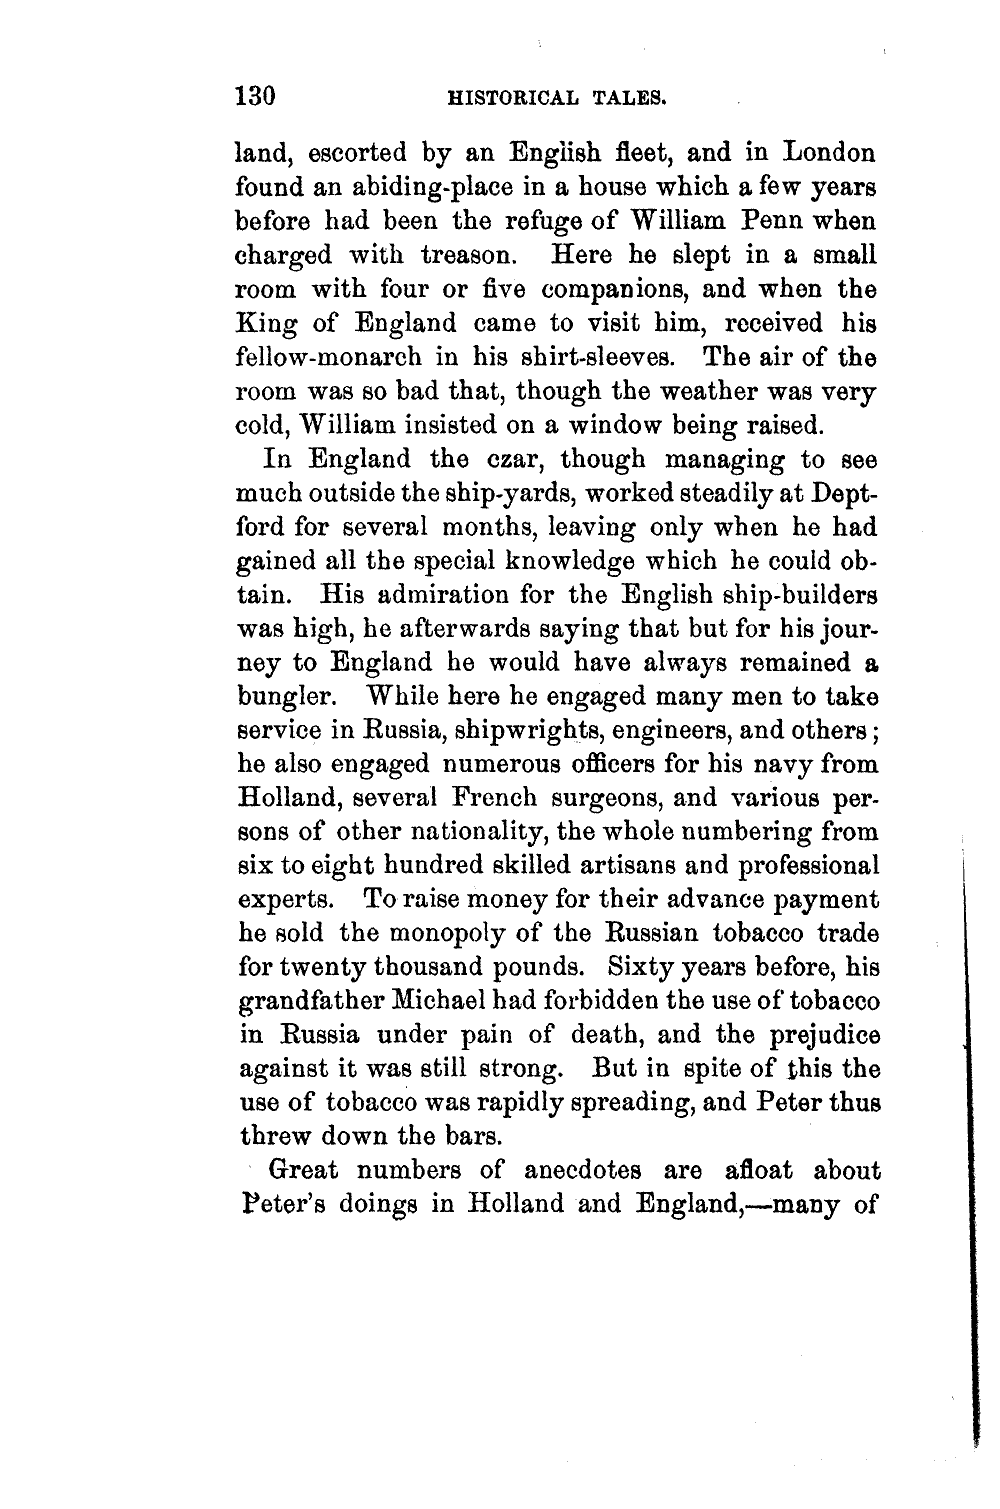 130 HISTORICAL TALES.
land, escorted by an English fleet, and in London
found an abiding-place in a house which a few years
before had been the refuge of William Penn when
charged with treason. Here he slept in a small
room with four or five companions, and when the
King of England came to visit him, received his
fellow-monarch in his shirt-sleeves. The air of the
room was so bad that, though the weather was very
cold, William insisted on a window being raised.
In England the czar, though managing to see
much outside the ship-yards, worked steadily at Dept-
ford for several months, leaving only when he had
gained all the special knowledge which he could ob-
tain. His admiration for the English ship-builders
was high, he afterwards saying that but for his jour-
ney to England he would have always remained a
bungler. While here he engaged many men to take
service in Russia, shipwrights, engineers, and others;
he also engaged numerous officers for his navy from
Holland, several French surgeons, and various per-
sons of other nationality, the whole numbering from
six to eight hundred skilled artisans and professional
experts. To raise money for their advance payment
he sold the monopoly of the Russian tobacco trade
for twenty thousand pounds. Sixty years before, his
grandfather Michael had forbidden the use of tobacco
in Russia under pain of death, and the prejudice
against it was still strong. But in spite of this the
use of tobacco was rapidly spreading, and Peter thus
threw down the bars.
Great numbers of anecdotes are afloat about
Peter's doings in Holland and England,—many of